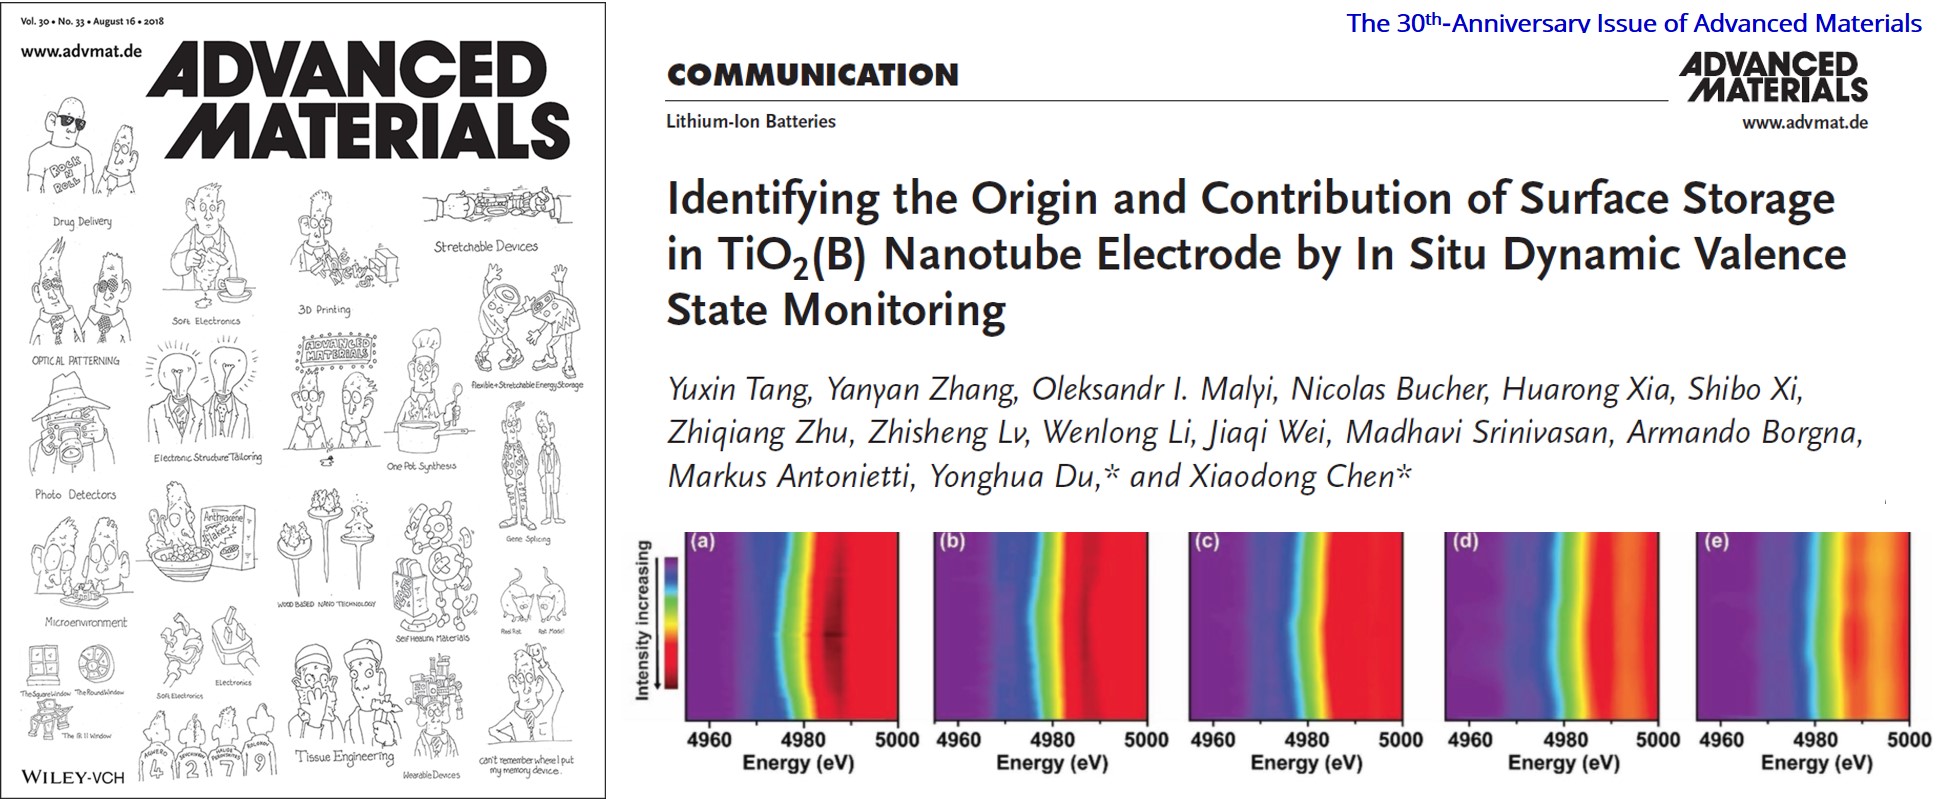 Vol. 30 • No. 33 • August 16 • 2018
www.advmat.de
ADVANCED
MATERIALS
ROCK
N
ROLL
Drug Delivery
Soft Electronics
3D Printing
Stretchable Devices
OPTICAL PATTERNING
ADVANCED
MATERIALS
Flexible+Stretchable Energy Storage
Electronic Structure Tailoring
One Pot Synthesis
Photo Detectors
Anthracene
Flakes
Gene Splicing
WOOD BASED NANO TECHNOLOGY
Self Healing Materials
Microenvironment
Real Rat
Rat Model
The Square Window
The Round Window
Soft Electronics
Electronics
The 18:11 Window
AGUERO
4
2
7
9
Tissue Engineering
Wearable Devices
can't remember where I put
my memory device.
WILEY-VCH
The 30th-Anniversary Issue of Advanced Materials
COMMUNICATION
ADVANCED
MATERIALS
Lithium-Ion Batteries
www.advmat.de
Identifying the Origin and Contribution of Surface Storage
in TiO2(B) Nanotube Electrode by In Situ Dynamic Valence
State Monitoring
Yuxin Tang, Yanyan Zhang, Oleksandr I. Malyi, Nicolas Bucher, Huarong Xia, Shibo Xi,
Zhiqiang Zhu, Zhisheng Lv, Wenlong Li, Jiaqi Wei, Madhavi Srinivasan, Armando Borgna,
Markus Antonietti, Yonghua Du,* and Xiaodong Chen*
Intensity increasing
(a) (b) (c) (d) (e)
4960 4980 5000 4960 4980 5000 4960 4980 5000 4960 4980 5000 4960 4980 5000
Energy (eV) Energy (eV) Energy (eV) Energy (eV) Energy (eV)